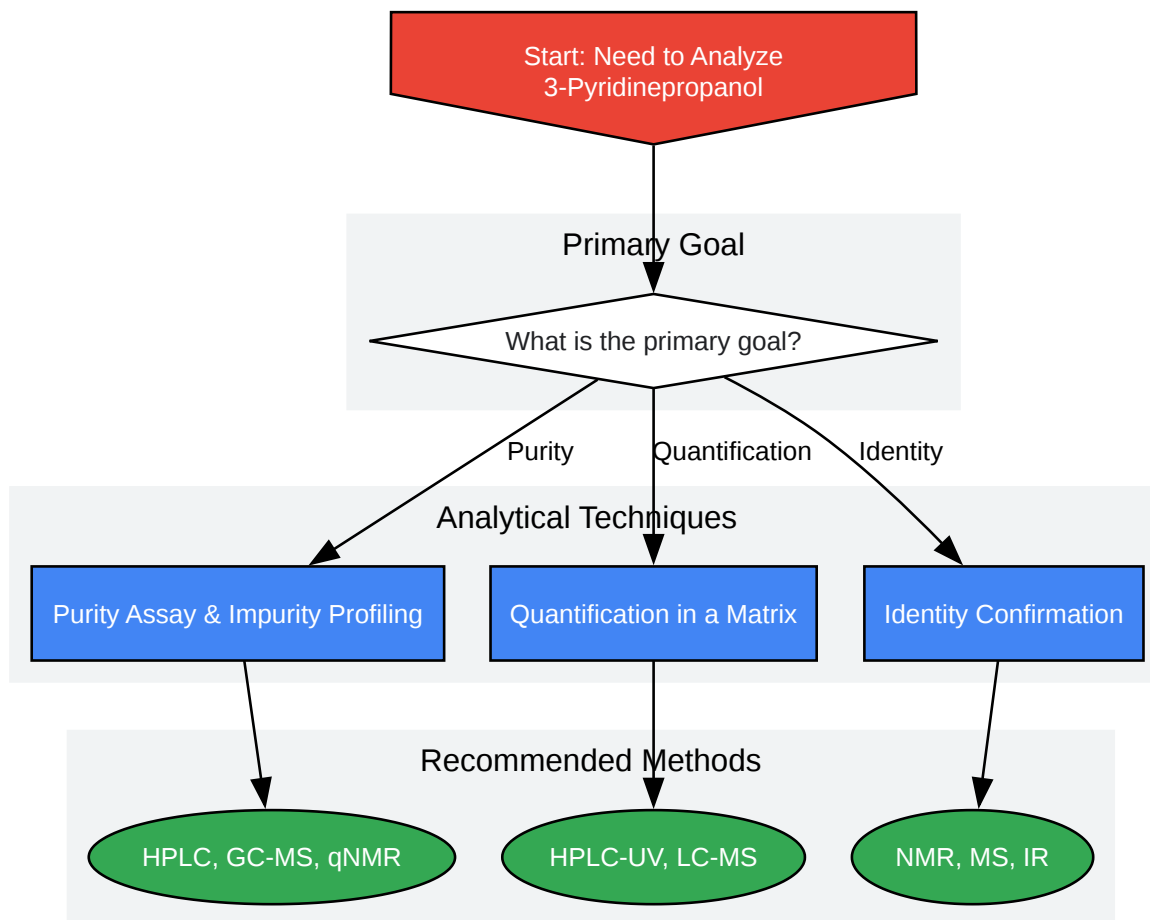 Start: Need to Analyze
3-Pyridinepropanol
Primary Goal
What is the primary goal?
Purity
Quantification
Identity
Analytical Techniques
Purity Assay & Impurity Profiling
Quantification in a Matrix
Identity Confirmation
Recommended Methods
HPLC, GC-MS, qNMR
HPLC-UV, LC-MS
NMR, MS, IR